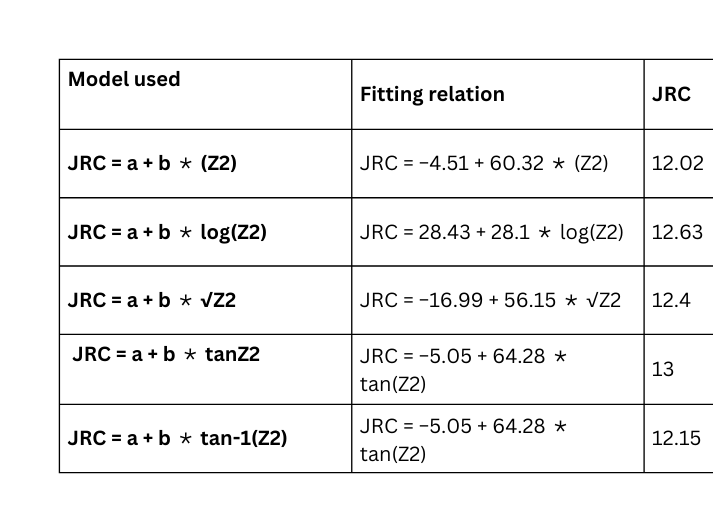 Model used
Fitting relation
JRC
JRC = a + b * (Z2)
JRC = −4.51 + 60.32 * (Z2)
12.02
JRC = a + b * log(Z2)
JRC = 28.43 + 28.1 * log(Z2)
12.63
JRC = a + b * √Z2
JRC = −16.99 + 56.15 * √Z2
12.4
JRC = a + b * tanZ2
JRC = −5.05 + 64.28 *
tan(Z2)
13
JRC = a + b * tan-1(Z2)
JRC = −5.05 + 64.28 *
tan(Z2)
12.15